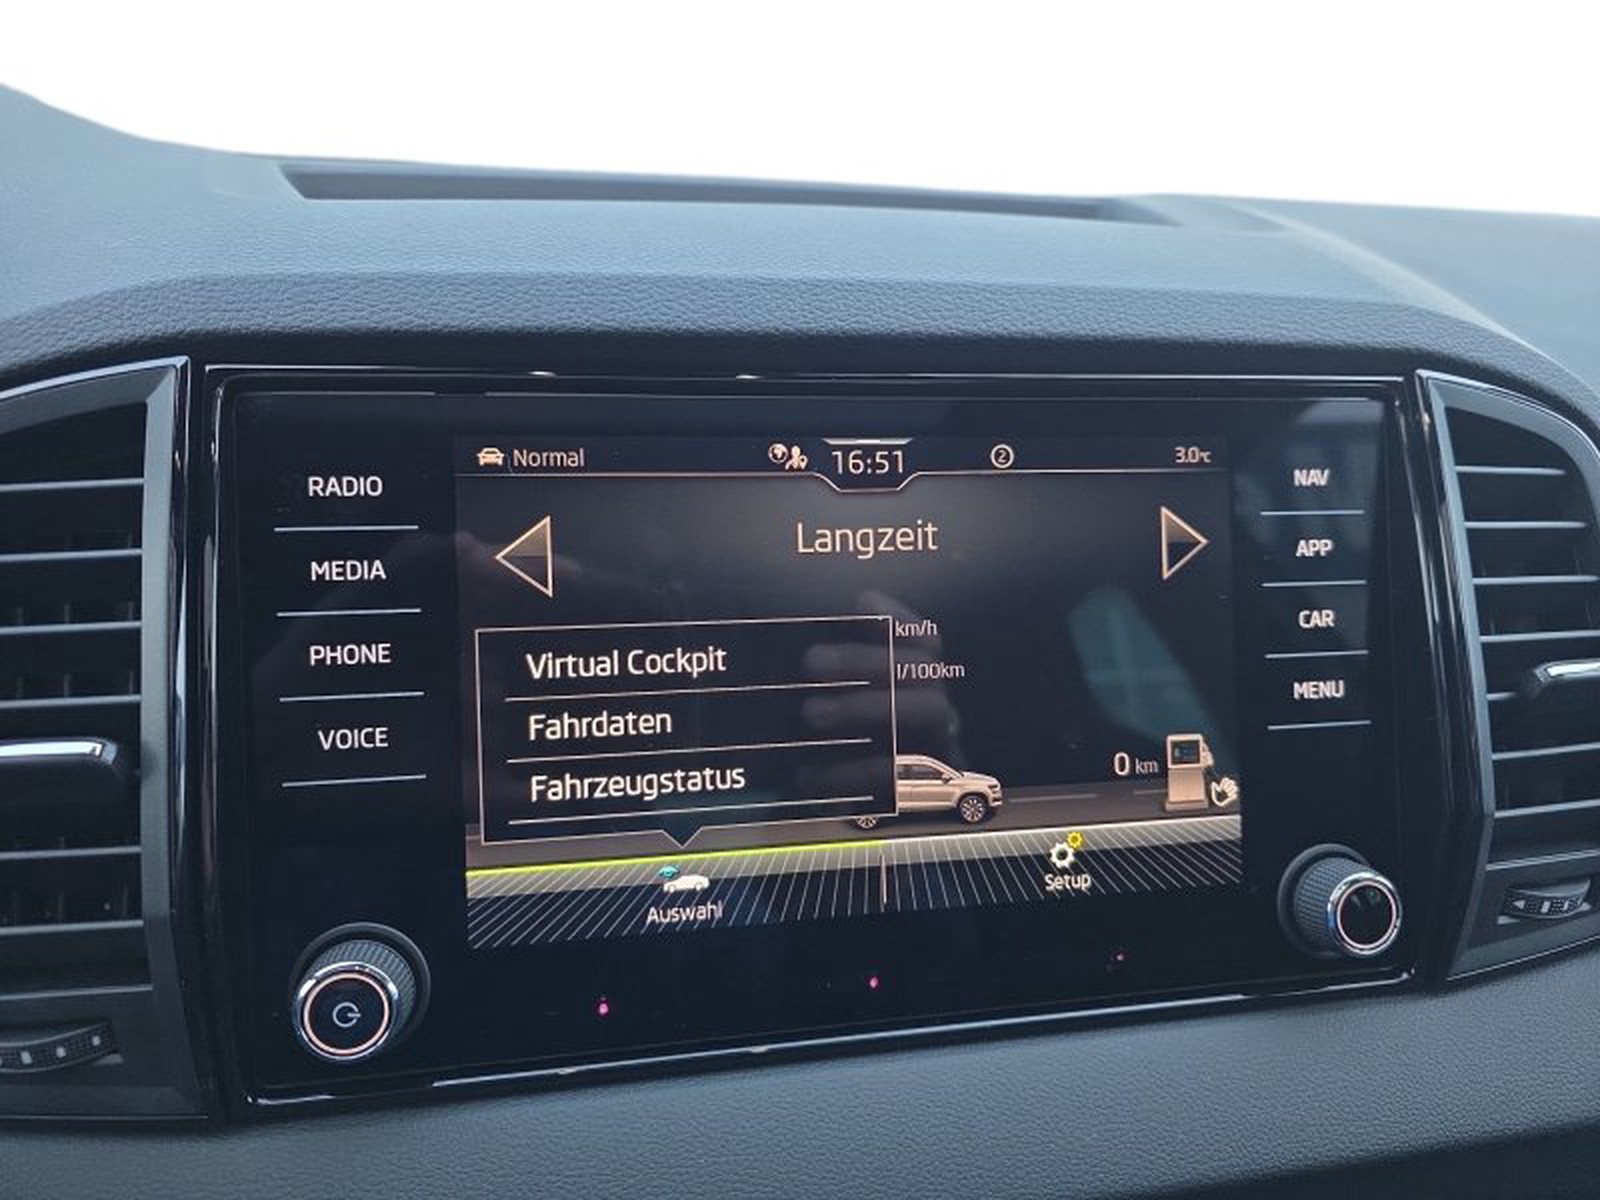 Normal
16:51
2
3.0°C
RADIO
MEDIA
PHONE
VOICE
Langzeit
km/h
l/100km
Virtual Cockpit
Fahrdaten
Fahrzeugstatus
0 km
Auswahl
Setup
NAV
APP
CAR
MENU